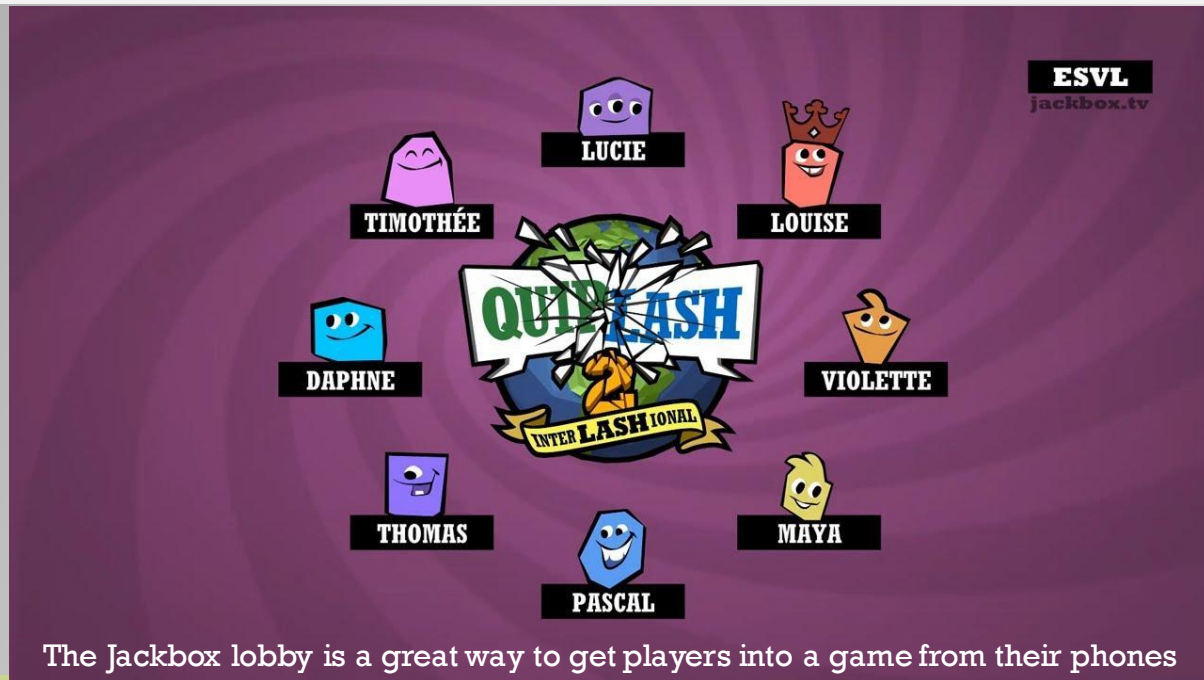 ESVL
jackbox.tv
LUCIE
TIMOTHÉE
LOUISE
QUIPLASH
2
INTERLASHIONAL
DAPHNE
VIOLETTE
THOMAS
MAYA
PASCAL
The Jackbox lobby is a great way to get players into a game from their phones